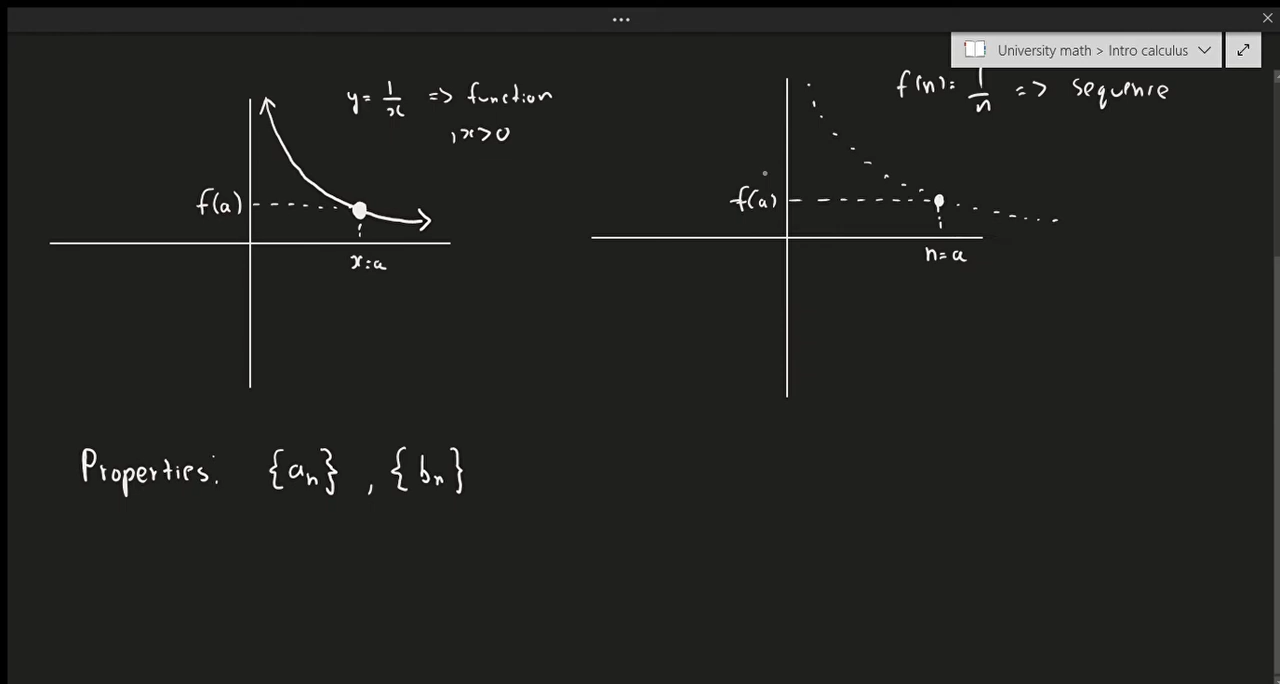 University math > Intro calculus
y = 1/x => function
, x > 0
f(a)
x = a
f(n) = 1/n => sequence
f(a)
n = a
Properties: {aₙ} , {bₙ}